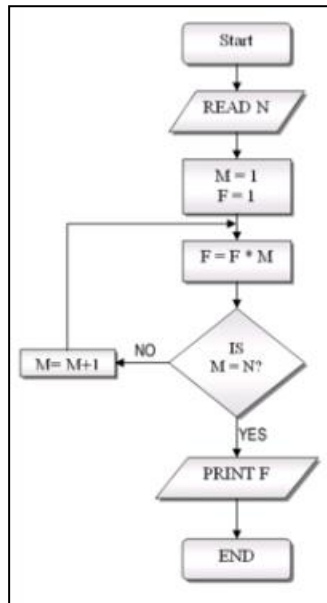 Start
READ N
M = 1
F = 1
F = F * M
IS
M = N?
NO
M= M+1
YES
PRINT F
END